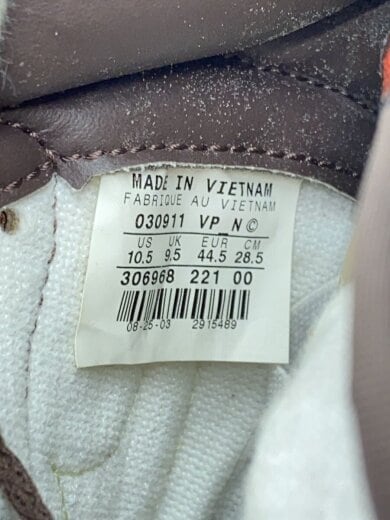 MADE IN VIETNAM
FABRIQUE AU VIETNAM
030911 VP_N ©
US UK EUR CM
10.5 9.5 44.5 28.5
306968 221 00
08-25-03 2915489